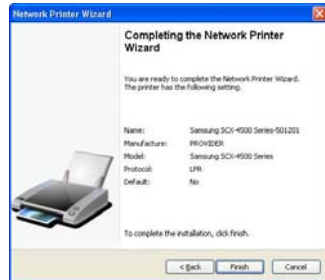 Network Printer Wizard
Completing the Network Printer
Wizard
You are ready to complete the Network Printer Wizard.
The printer has the following setting.
Name: Samsung SCX-4500 Series-501201
Manufacture: PROVIDER
Model: Samsung SCX-4500 Series
Protocol: LPR
Default: No
To complete the installation, click finish.
< Back Finish Cancel